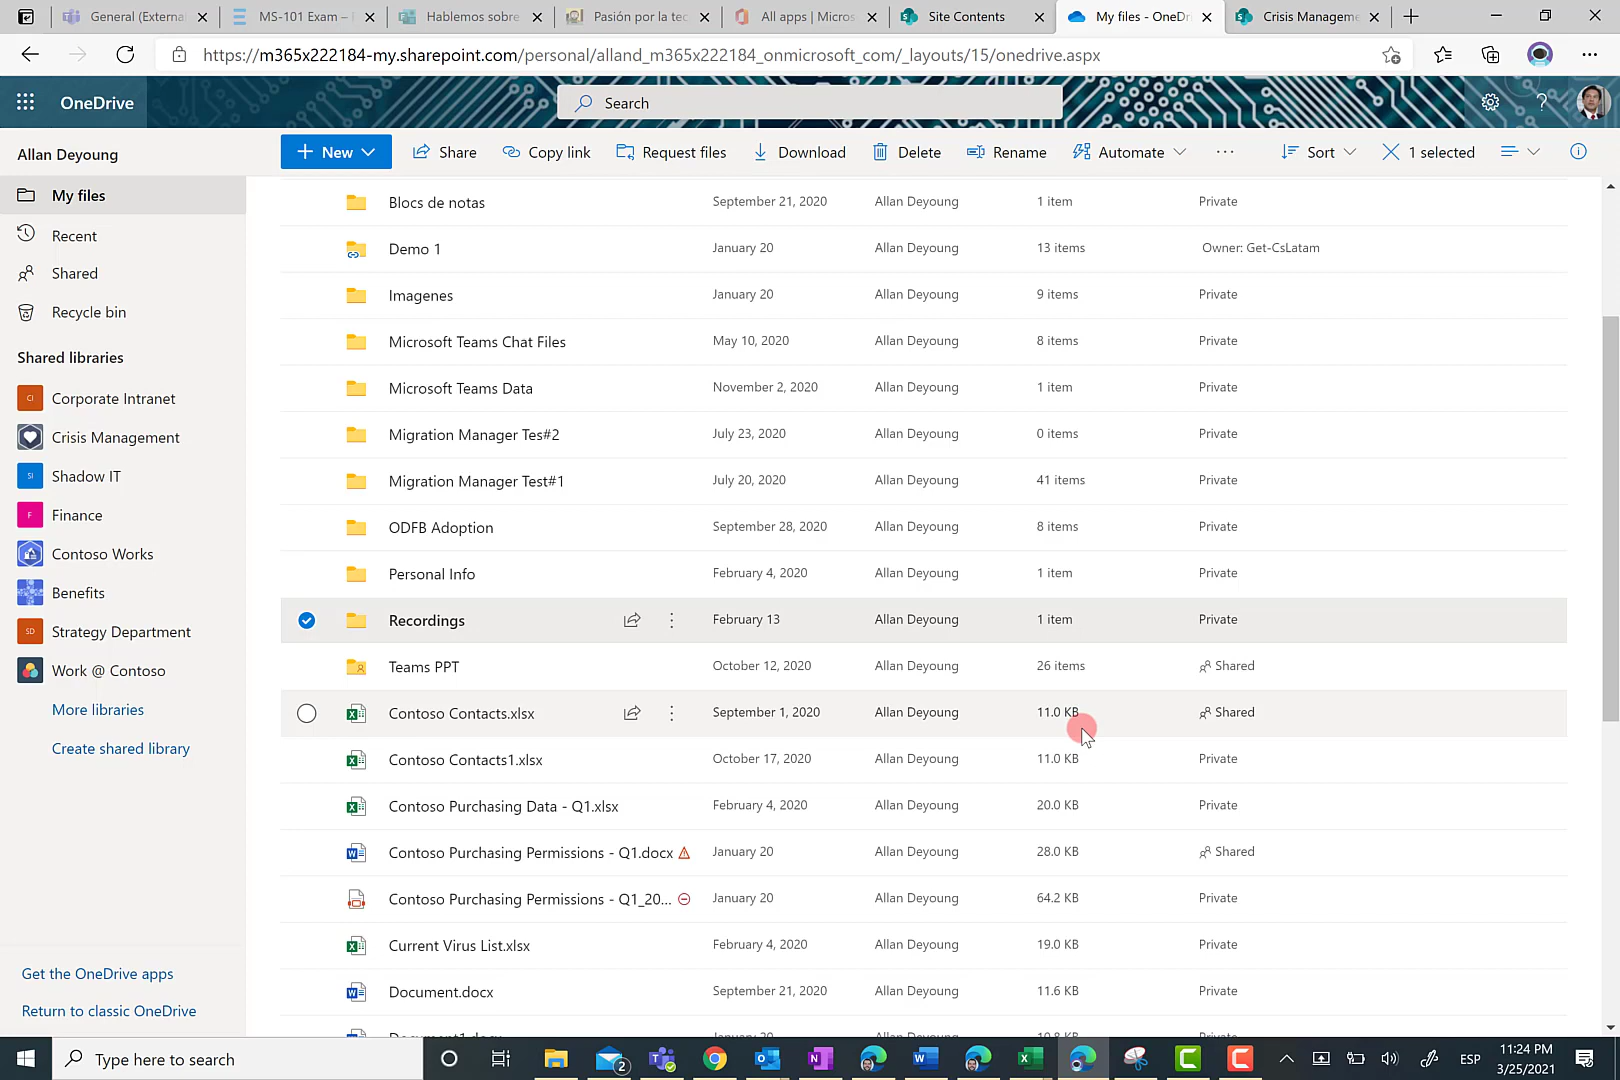 General (Externa
MS-101 Exam –
Hablemos sobre
Pasión por la tec
All apps | Micros
Site Contents
My files - OneDri
Crisis Manageme
https://m365x222184-my.sharepoint.com/personal/alland_m365x222184_onmicrosoft_com/_layouts/15/onedrive.aspx
OneDrive
Search
Allan Deyoung
New
Share
Copy link
Request files
Download
Delete
Rename
Automate
Sort
1 selected
My files
Recent
Shared
Recycle bin
Shared libraries
CI Corporate Intranet
Crisis Management
SI Shadow IT
F Finance
Contoso Works
Benefits
SD Strategy Department
Work @ Contoso
More libraries
Create shared library
Get the OneDrive apps
Return to classic OneDrive
Blocs de notas September 21, 2020 Allan Deyoung 1 item Private
Demo 1 January 20 Allan Deyoung 13 items Owner: Get-CsLatam
Imagenes January 20 Allan Deyoung 9 items Private
Microsoft Teams Chat Files May 10, 2020 Allan Deyoung 8 items Private
Microsoft Teams Data November 2, 2020 Allan Deyoung 1 item Private
Migration Manager Tes#2 July 23, 2020 Allan Deyoung 0 items Private
Migration Manager Test#1 July 20, 2020 Allan Deyoung 41 items Private
ODFB Adoption September 28, 2020 Allan Deyoung 8 items Private
Personal Info February 4, 2020 Allan Deyoung 1 item Private
Recordings February 13 Allan Deyoung 1 item Private
Teams PPT October 12, 2020 Allan Deyoung 26 items Shared
Contoso Contacts.xlsx September 1, 2020 Allan Deyoung 11.0 KB Shared
Contoso Contacts1.xlsx October 17, 2020 Allan Deyoung 11.0 KB Private
Contoso Purchasing Data - Q1.xlsx February 4, 2020 Allan Deyoung 20.0 KB Private
Contoso Purchasing Permissions - Q1.docx January 20 Allan Deyoung 28.0 KB Shared
Contoso Purchasing Permissions - Q1_20... January 20 Allan Deyoung 64.2 KB Private
Current Virus List.xlsx February 4, 2020 Allan Deyoung 19.0 KB Private
Document.docx September 21, 2020 Allan Deyoung 11.6 KB Private
Document1.docx January 20 Allan Deyoung 10.8 KB Private
Type here to search
2
ESP
11:24 PM
3/25/2021